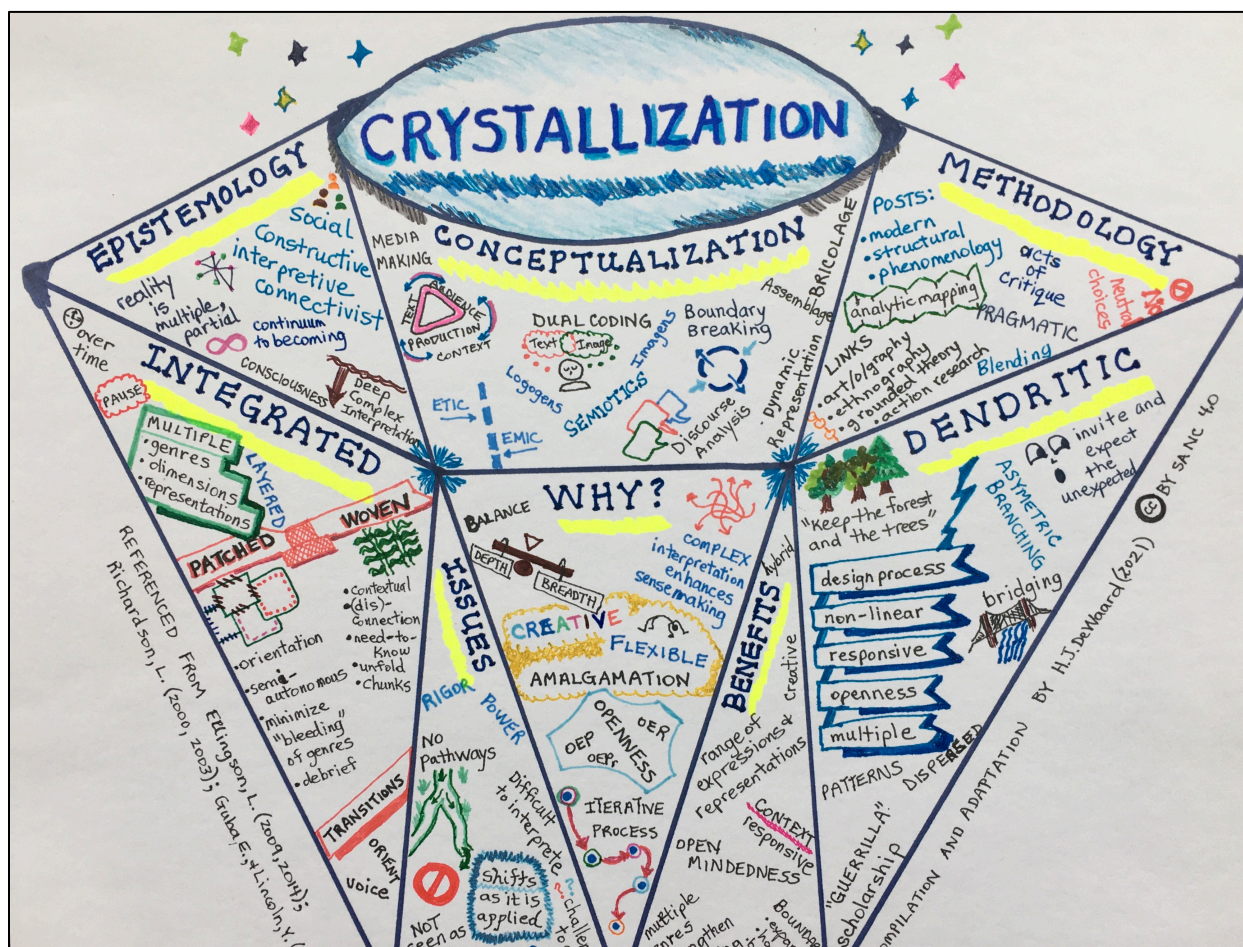 CRYSTALLIZATION
EPISTEMOLOGY
Social
Constructive
interpretive
connectivist
reality
is
multiple,
partial
continuum
to becoming
CONSCIOUSNESS
Deep
Complex
Interpretation
CONCEPTUALIZATION
MEDIA
MAKING
TEXT
AUDIENCE
PRODUCTION
CONTEXT
DUAL CODING
Text
Image
Logogens
Imagens
SEMIOTICS
ETIC
EMIC
Boundary
Breaking
Discourse
Analysis
Assemblage
BRICOLAGE
Dynamic
Representation
METHODOLOGY
POSTS:
•modern
•structural
•phenomenology
analytic mapping
acts
of
critique
No
neutral
choices
PRAGMATIC
Blending
LINKS
•art/o/graphy
•ethnography
•grounded theory
•action research
INTEGRATED
over
time
PAUSE
MULTIPLE
•genres
•dimensions
•representations
LAYERED
PATCHED
WOVEN
•contextual
•(dis)-
connection
•need-to-
know
•unfold
•Chunks
•orientation
•semi-
autonomous
•minimize
"bleeding"
of genres
•debrief
TRANSITIONS
ORIENT
voice
ISSUES
RIGOR
POWER
NO
pathways
Difficult
to interpret
shifts
as it is
applied
NOT
seen as
WHY?
BALANCE
DEPTH
BREADTH
COMPLEX
interpretation
enhances
sensemaking
CREATIVE
FLEXIBLE
AMALGAMATION
OPENNESS
OER
OEP
OEPr
ITERATIVE
PROCESS
BENEFITS
hybrid
creative
range of
expressions &
representations
CONTEXT
responsive
OPEN
MINDEDNESS
multiple
DENDRITIC
"Keep the forest
and the trees"
invite and
expect
the
unexpected
ASYMETRIC
BRANCHING
design process
non-linear
responsive
openness
multiple
bridging
PATTERNS
DISPERSED
"GUERRILLA"
scholarship
REFERENCED FROM Ellingson, L. (2009, 2014);
Richardson, L. (2000, 2003); Guba, E., & Lincoln, Y. (
COMPILATION AND ADAPTATION BY H.J.DeWaard (2021) BY SA NC 4.0